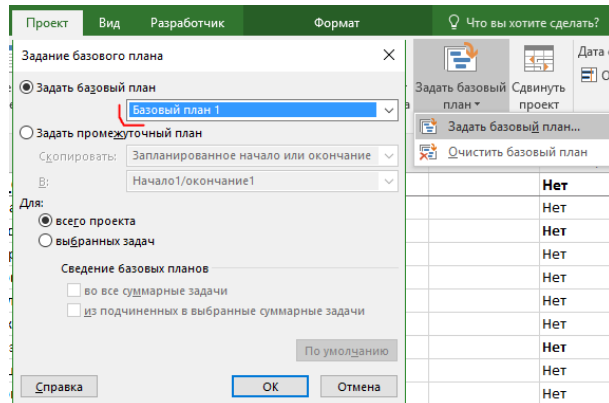 Проект Вид Разработчик Формат Что вы хотите сделать?
Задание базового плана
Задать базовый план
Базовый план 1
Задать промежуточный план
Скопировать: Запланированное начало или окончание
В: Начало1/окончание1
Для:
всего проекта
выбранных задач
Сведение базовых планов
во все суммарные задачи
из подчиненных в выбранные суммарные задачи
По умолчанию
Справка ОК Отмена
Задать базовый план
Сдвинуть проект
Дата
Задать базовый план...
Очистить базовый план
Нет
Нет
Нет
Нет
Нет
Нет
Нет
Нет
Нет
Нет